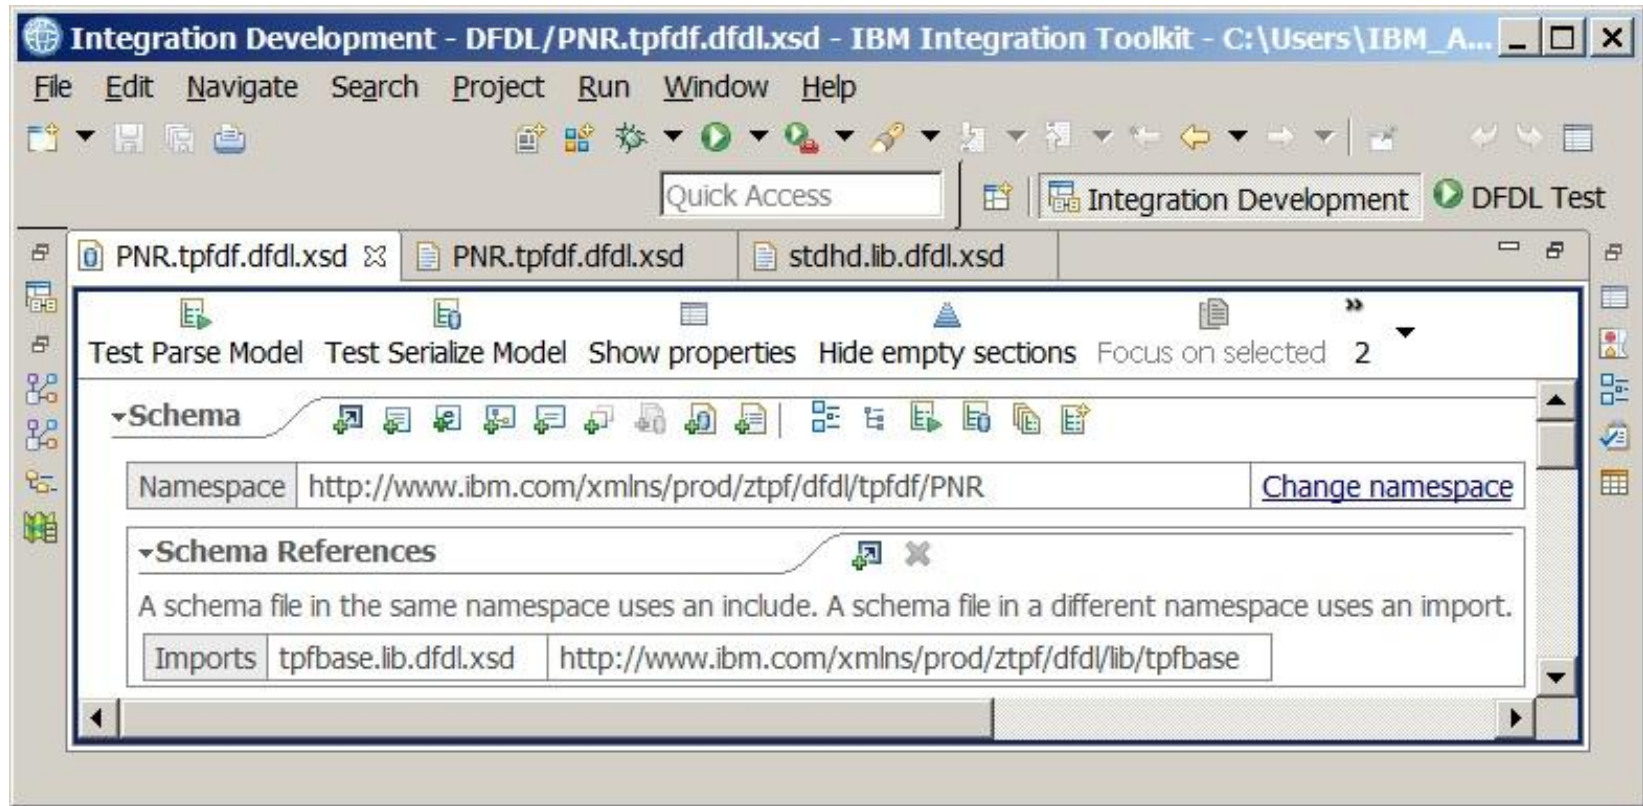 Integration Development - DFDL/PNR.tpfdf.dfdl.xsd - IBM Integration Toolkit - C:\Users\IBM_A...
File Edit Navigate Search Project Run Window Help
Quick Access Integration Development DFDL Test
PNR.tpfdf.dfdl.xsd PNR.tpfdf.dfdl.xsd stdhd.lib.dfdl.xsd
Test Parse Model Test Serialize Model Show properties Hide empty sections Focus on selected » 2
Schema
Namespace http://www.ibm.com/xmlns/prod/ztpf/dfdl/tpfdf/PNR Change namespace
Schema References
A schema file in the same namespace uses an include. A schema file in a different namespace uses an import.
Imports tpfbase.lib.dfdl.xsd http://www.ibm.com/xmlns/prod/ztpf/dfdl/lib/tpfbase